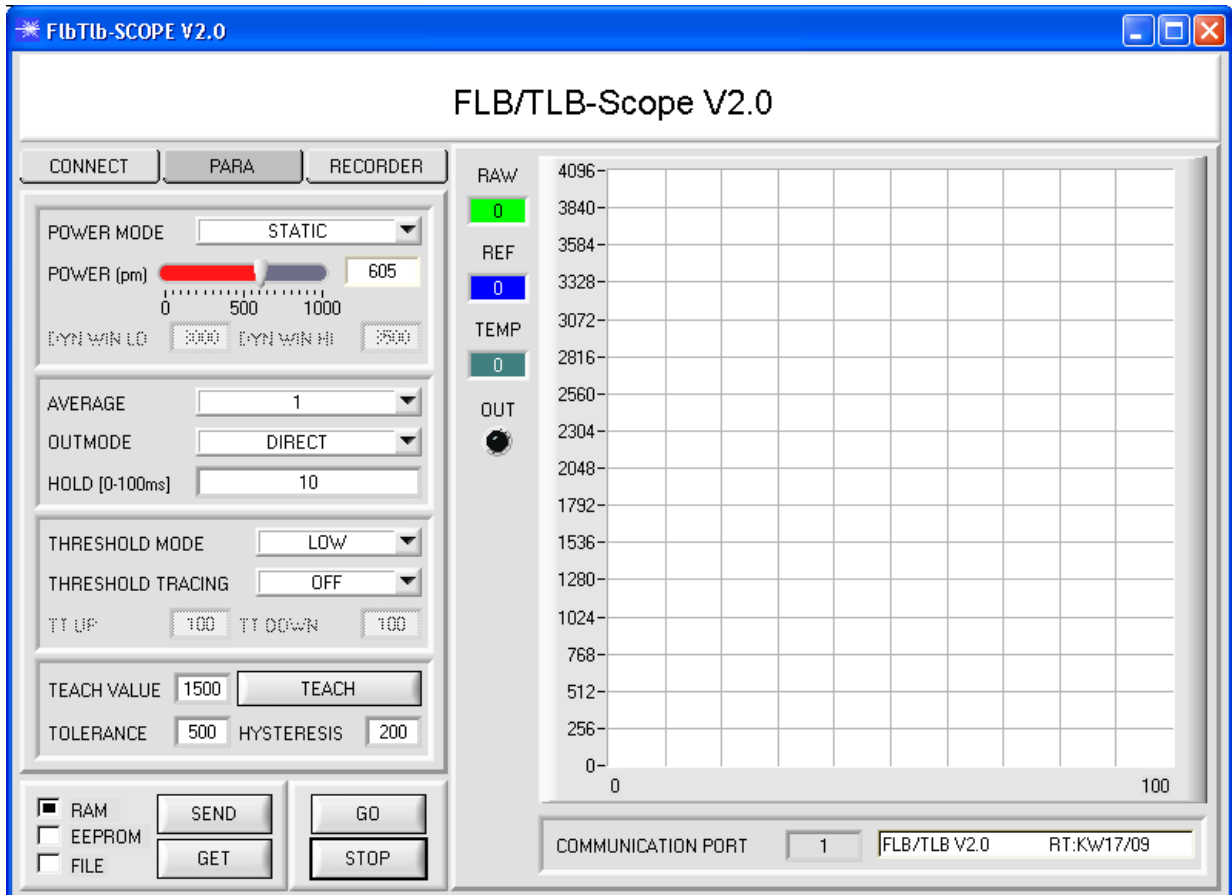 FlbTlb-SCOPE V2.0
FLB/TLB-Scope V2.0
CONNECT PARA RECORDER
POWER MODE STATIC
POWER (pm) 605
0 500 1000
DYN WIN LO 3000 DYN WIN HI 3500
AVERAGE 1
OUTMODE DIRECT
HOLD [0-100ms] 10
THRESHOLD MODE LOW
THRESHOLD TRACING OFF
TT UP 100 TT DOWN 100
TEACH VALUE 1500 TEACH
TOLERANCE 500 HYSTERESIS 200
RAM
EEPROM
FILE
SEND
GET
GO
STOP
RAW
0
REF
0
TEMP
0
OUT
4096
3840
3584
3328
3072
2816
2560
2304
2048
1792
1536
1280
1024
768
512
256
0
0 100
COMMUNICATION PORT 1 FLB/TLB V2.0 RT:KW17/09